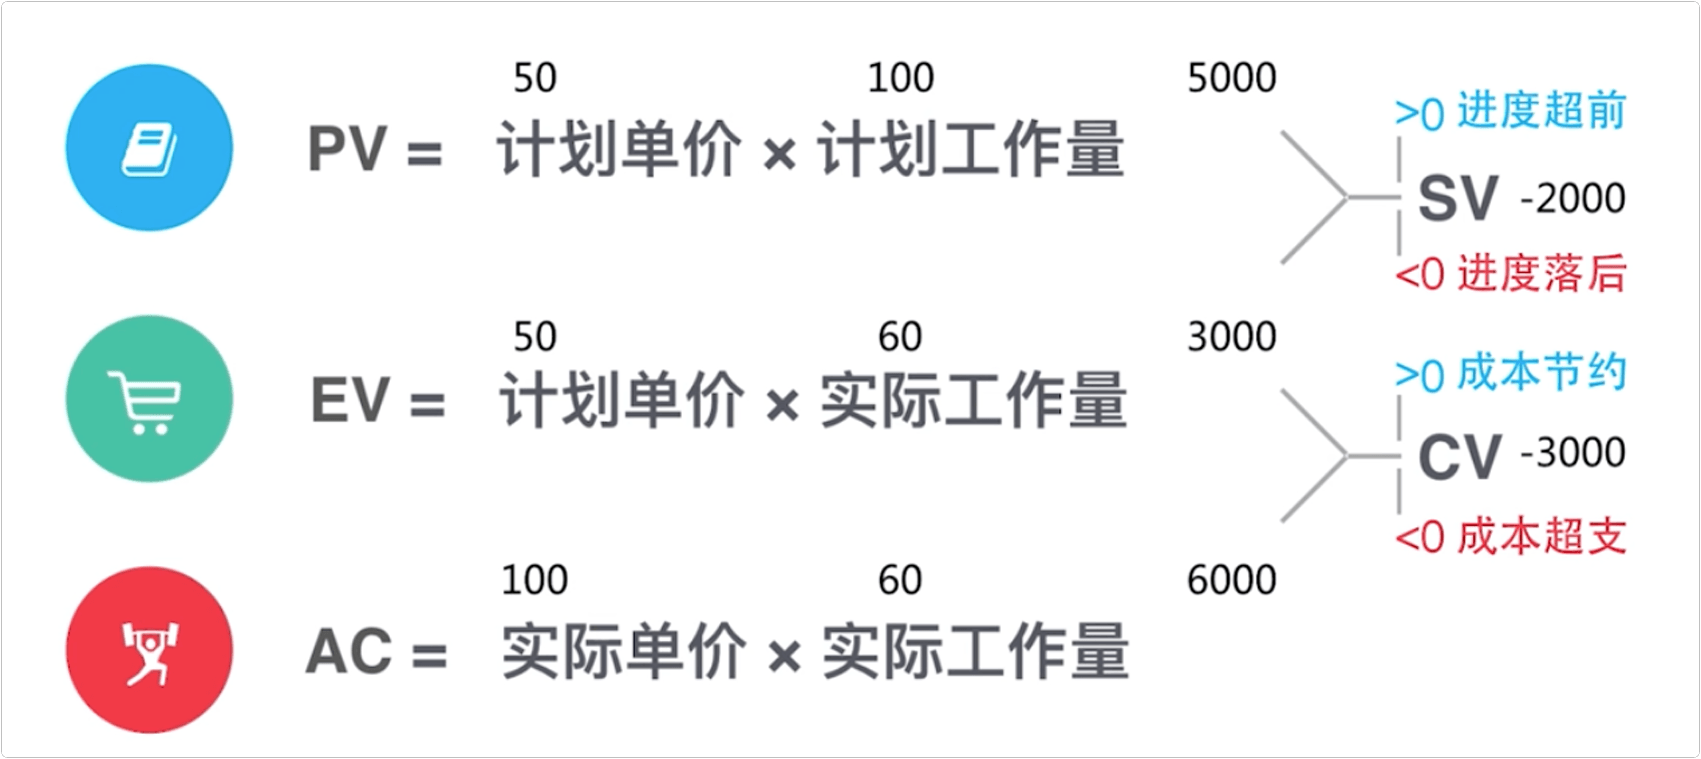 50 100 5000
>0 进度超前
PV = 计划单价 × 计划工作量
SV -2000
<0 进度落后
50 60 3000
>0 成本节约
EV = 计划单价 × 实际工作量
CV -3000
<0 成本超支
100 60 6000
AC = 实际单价 × 实际工作量